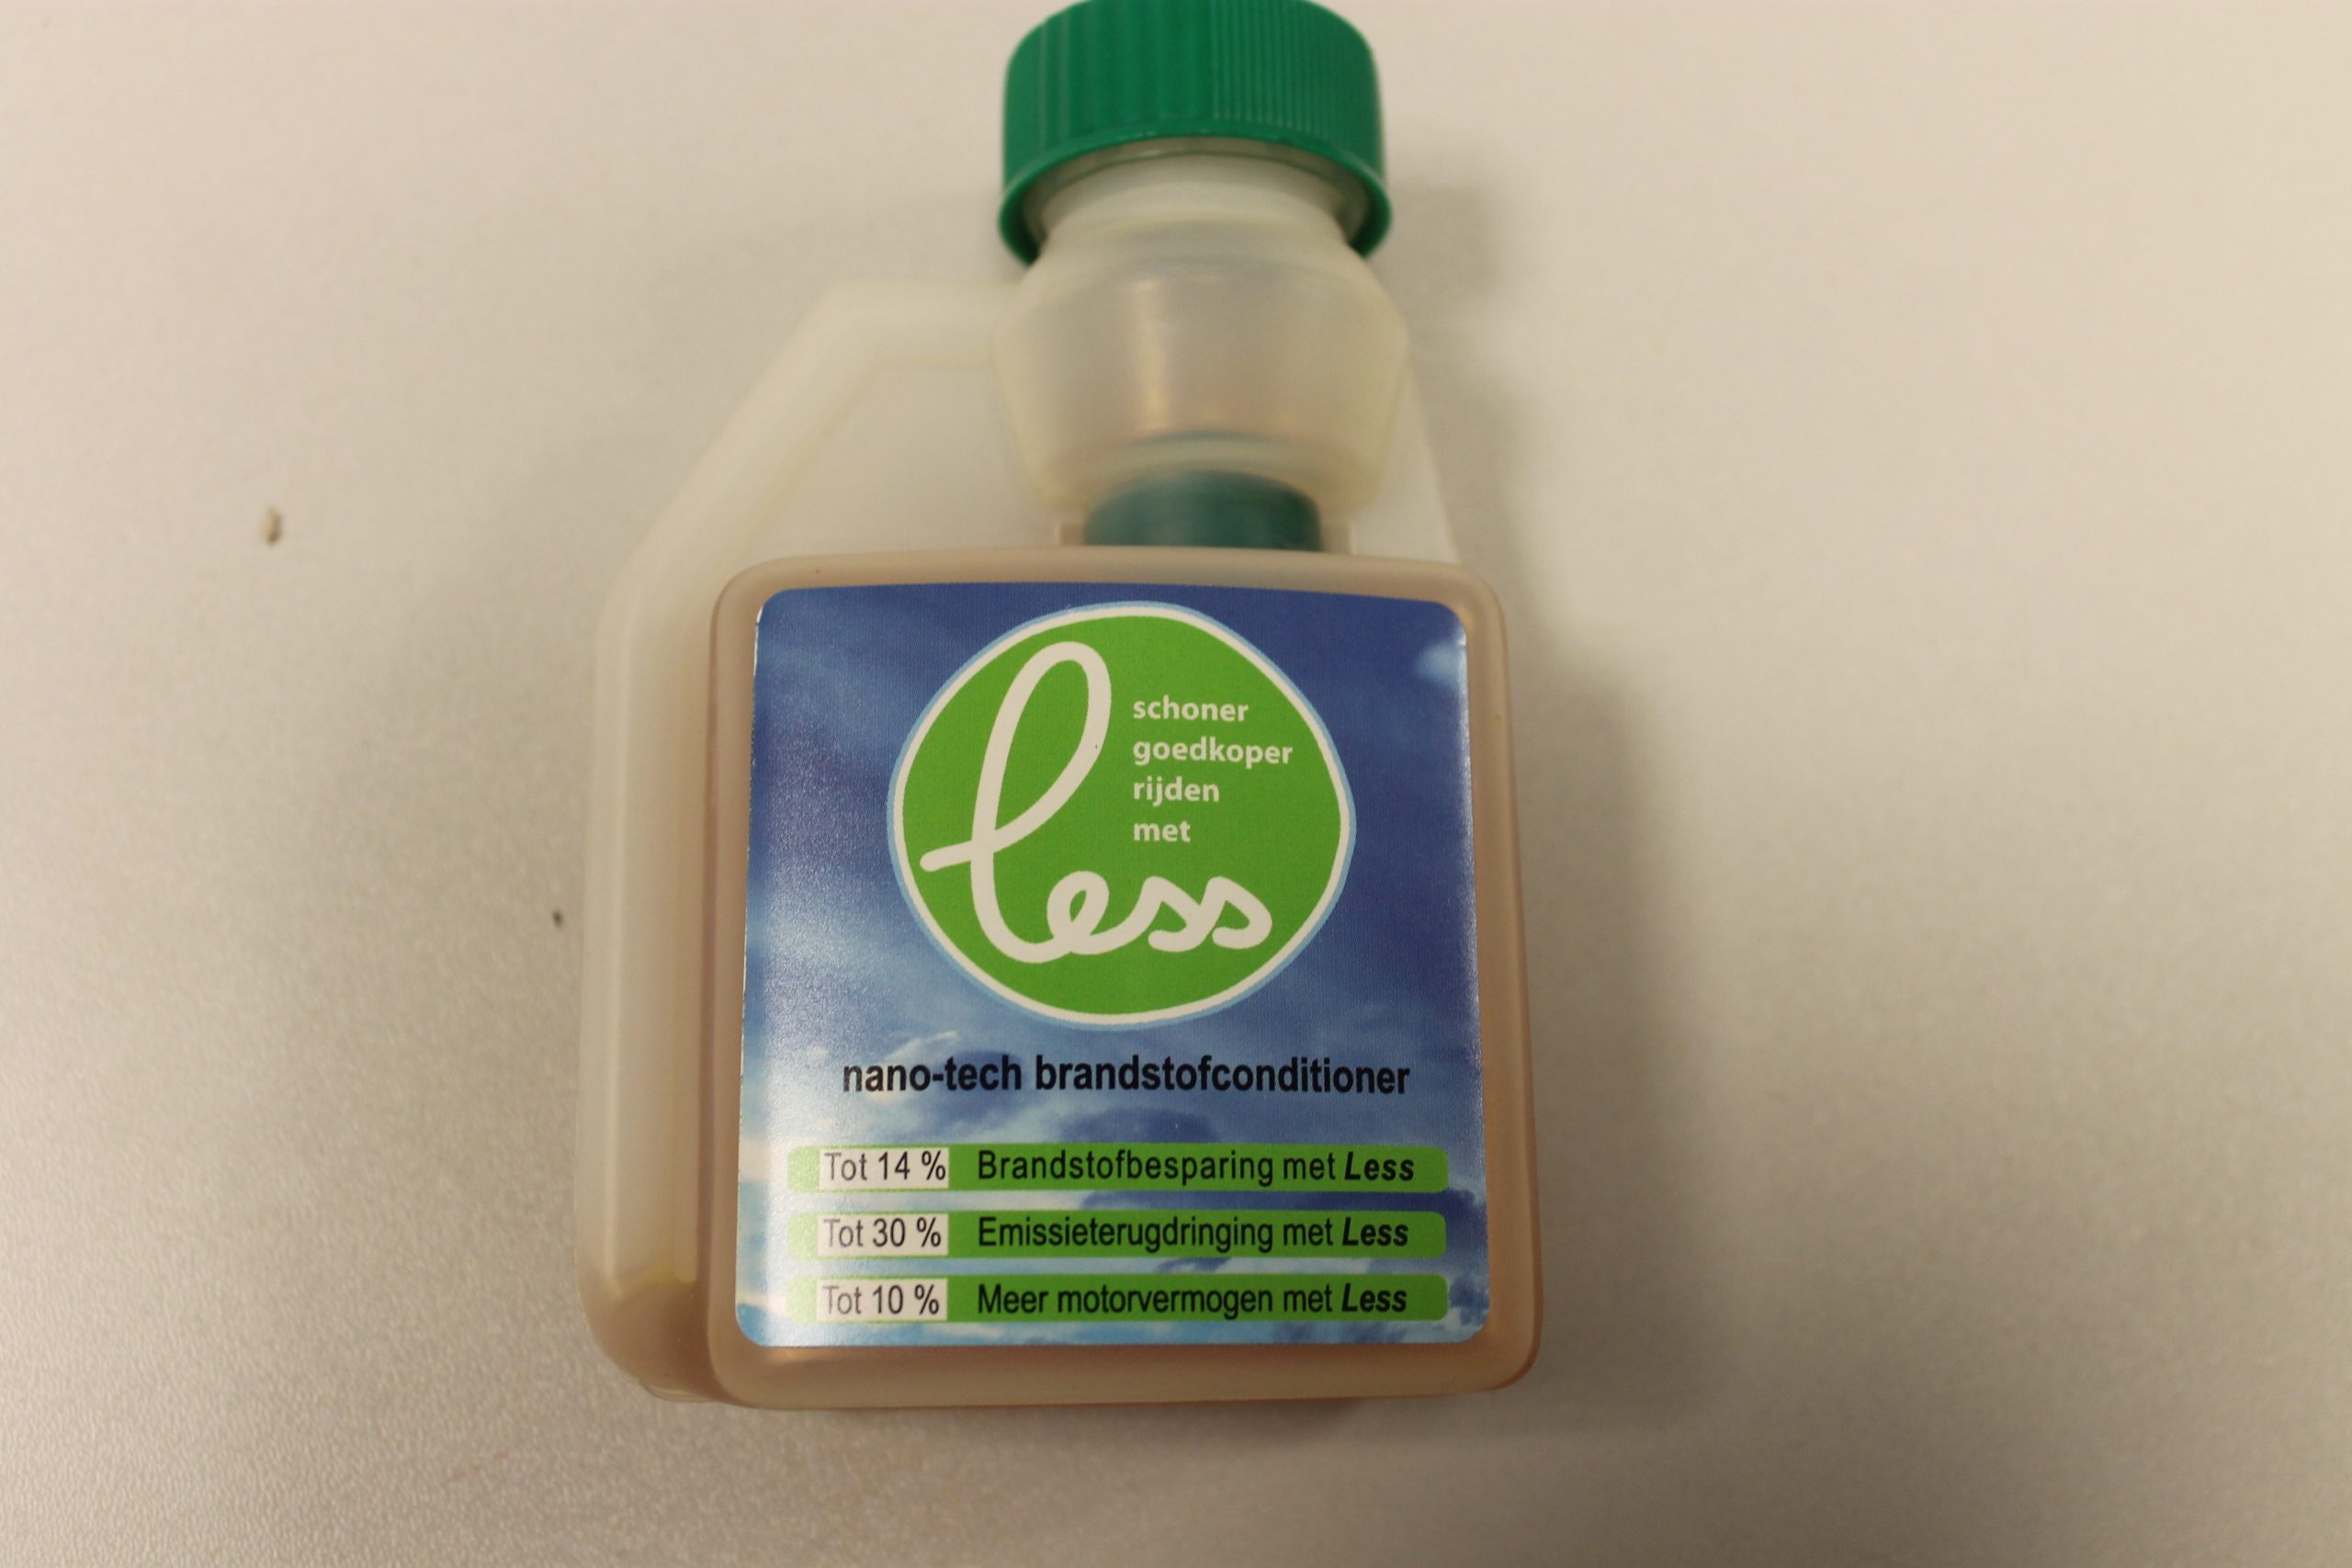 schoner
goedkoper
rijden
met
less
nano-tech brandstofconditioner
Tot 14 % Brandstofbesparing met Less
Tot 30 % Emissieterugdringing met Less
Tot 10 % Meer motorvermogen met Less